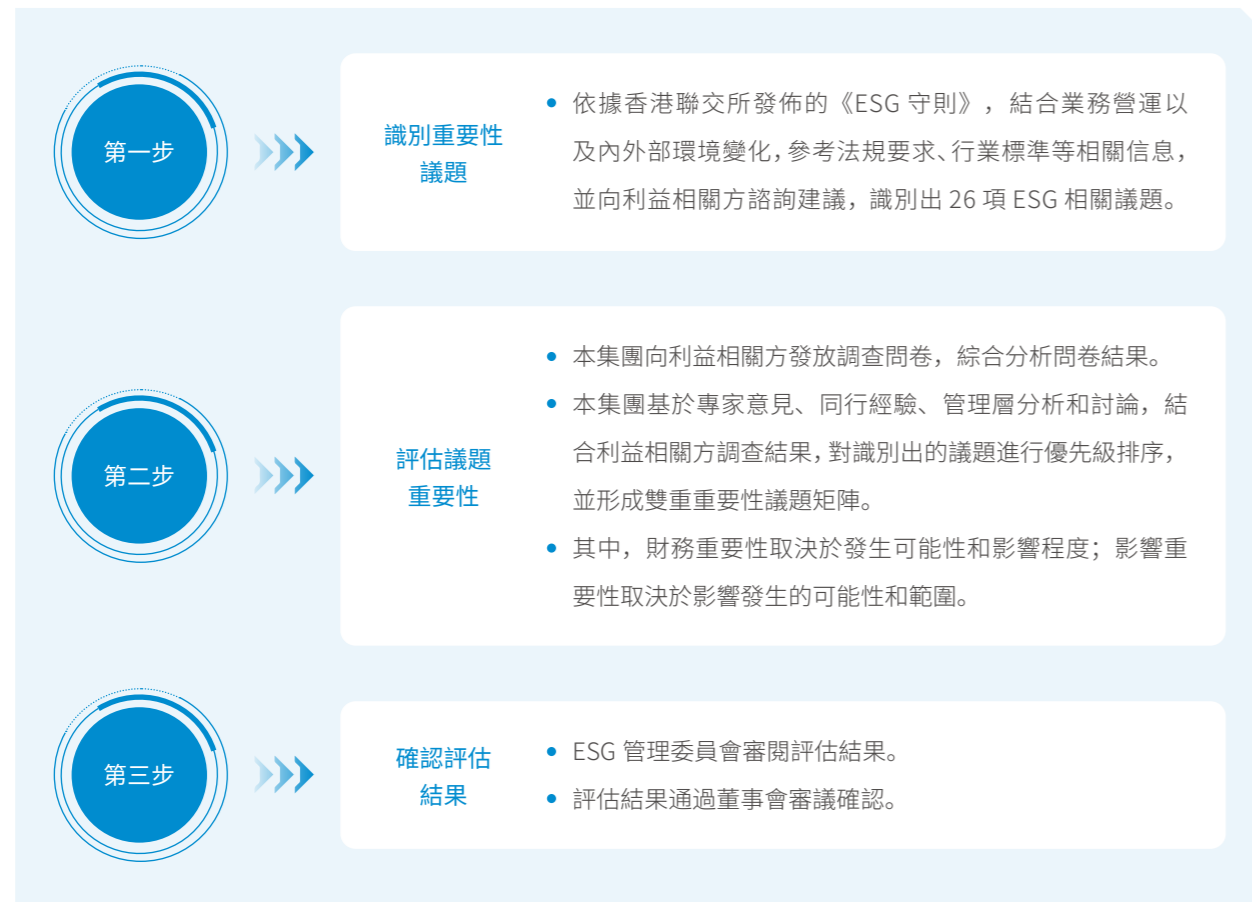 第一步
識別重要性
議題
• 依據香港聯交所發佈的《ESG 守則》，結合業務營運以
及內外部環境變化，參考法規要求、行業標準等相關信息，
並向利益相關方諮詢建議，識別出 26 項 ESG 相關議題。
第二步
評估議題
重要性
• 本集團向利益相關方發放調查問卷，綜合分析問卷結果。
• 本集團基於專家意見、同行經驗、管理層分析和討論，結
合利益相關方調查結果，對識別出的議題進行優先級排序，
並形成雙重重要性議題矩陣。
• 其中，財務重要性取決於發生可能性和影響程度；影響重
要性取決於影響發生的可能性和範圍。
第三步
確認評估
結果
• ESG 管理委員會審閱評估結果。
• 評估結果通過董事會審議確認。